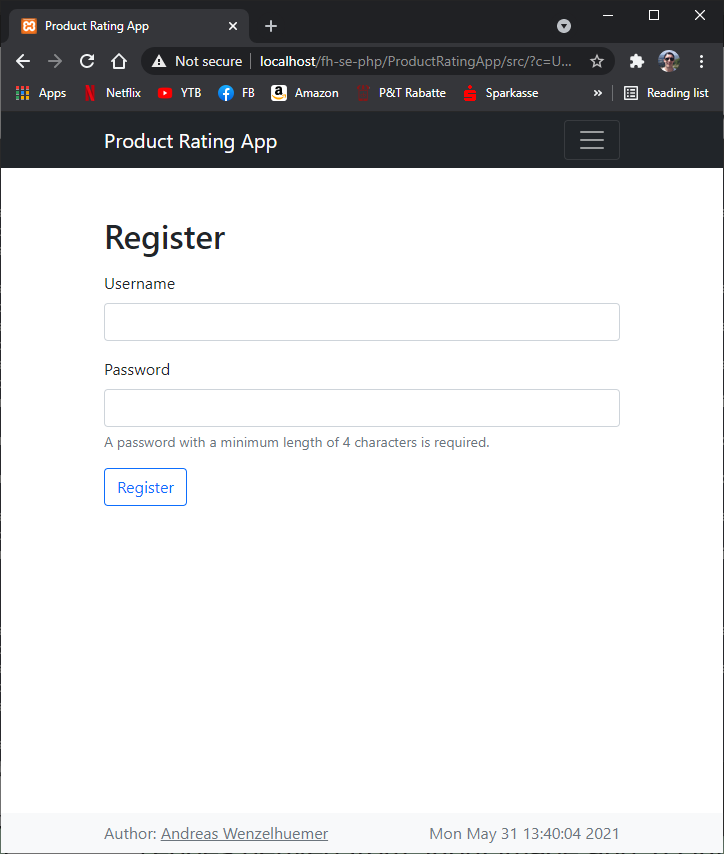 Product Rating App
Not secure localhost/fh-se-php/ProductRatingApp/src/?c=U...
Apps Netflix YTB FB Amazon P&T Rabatte Sparkasse » Reading list
Product Rating App
Register
Username
Password
A password with a minimum length of 4 characters is required.
Register
Author: Andreas Wenzelhuemer Mon May 31 13:40:04 2021